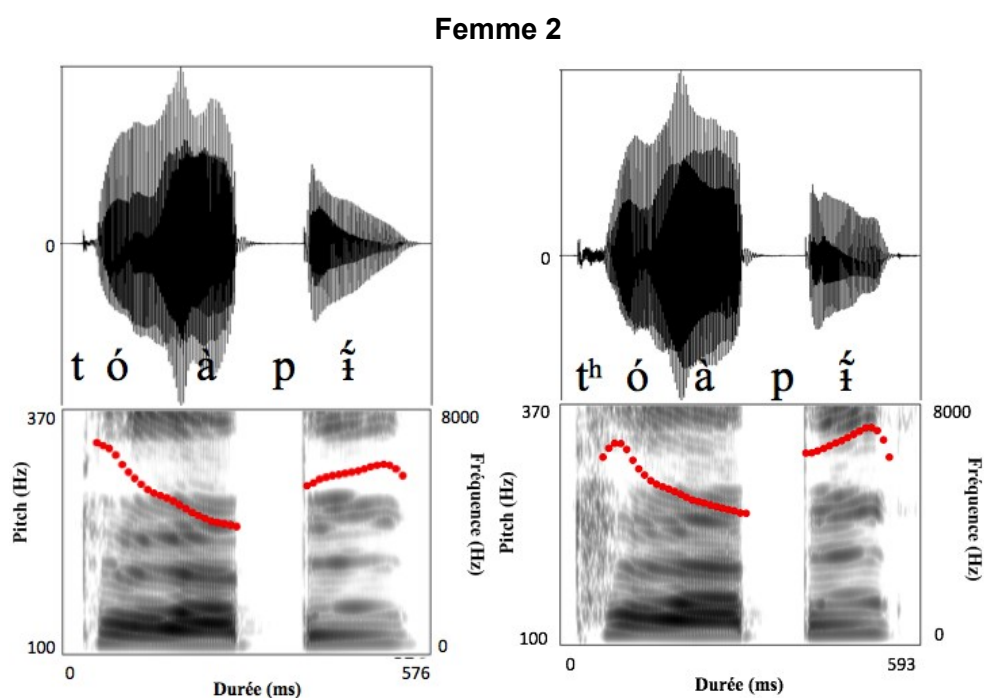 Femme 2
0
t ó à p ɨ̃́
370
Pitch (Hz)
100
8000
Fréquence (Hz)
0
0
576
Durée (ms)
0
tʰ ó à p ɨ̃́
370
Pitch (Hz)
100
8000
Fréquence (Hz)
0
0
593
Durée (ms)